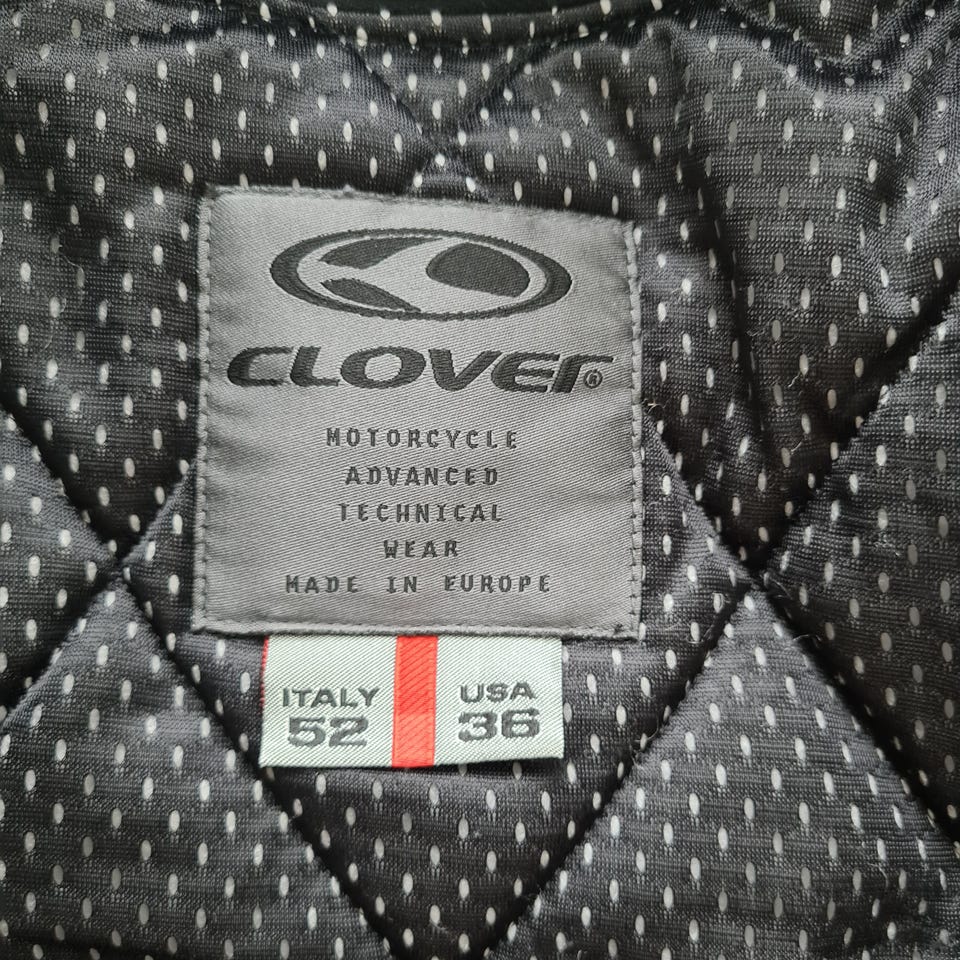 CLOVER®
MOTORCYCLE
ADVANCED
TECHNICAL
WEAR
MADE IN EUROPE
ITALY
52
USA
36